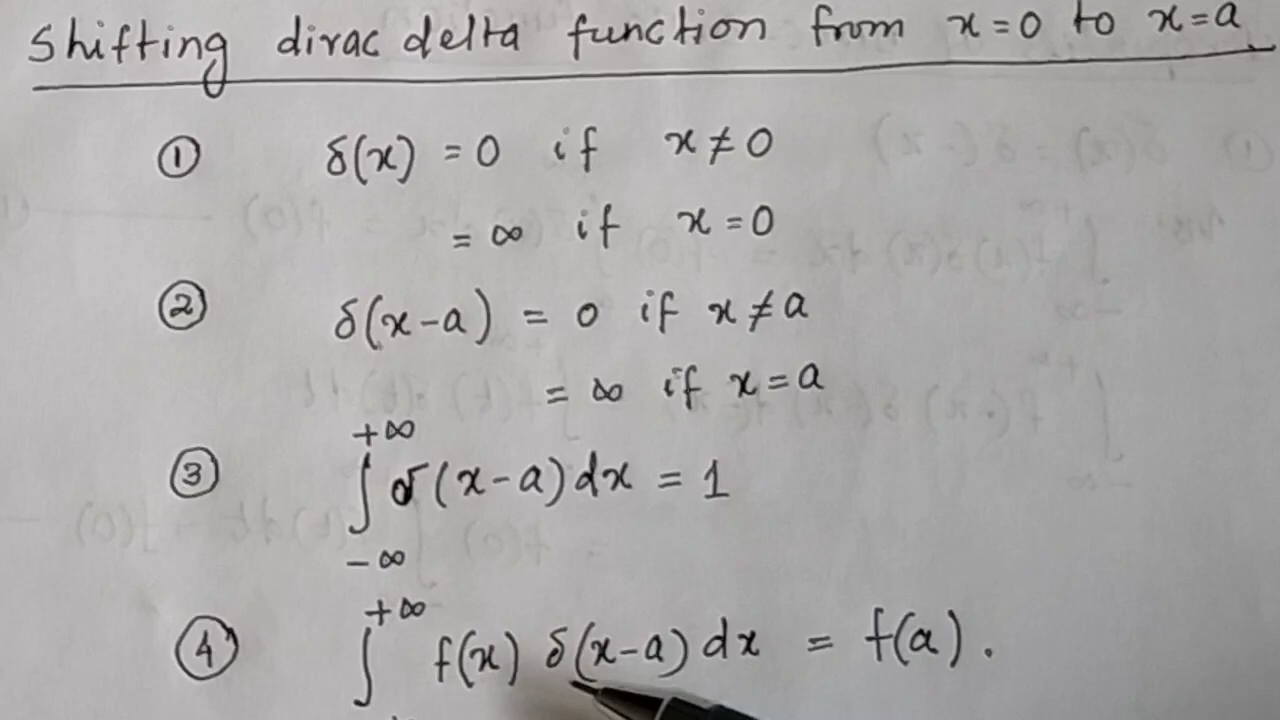 Shifting dirac delta function from x=0 to x=a
① δ(x) = 0 if x≠0
= ∞ if x=0
② δ(x-a) = 0 if x≠a
= ∞ if x=a
+∞
③ ∫ δ(x-a)dx = 1
-∞
+∞
④ ∫ f(x) δ(x-a)dx = f(a).